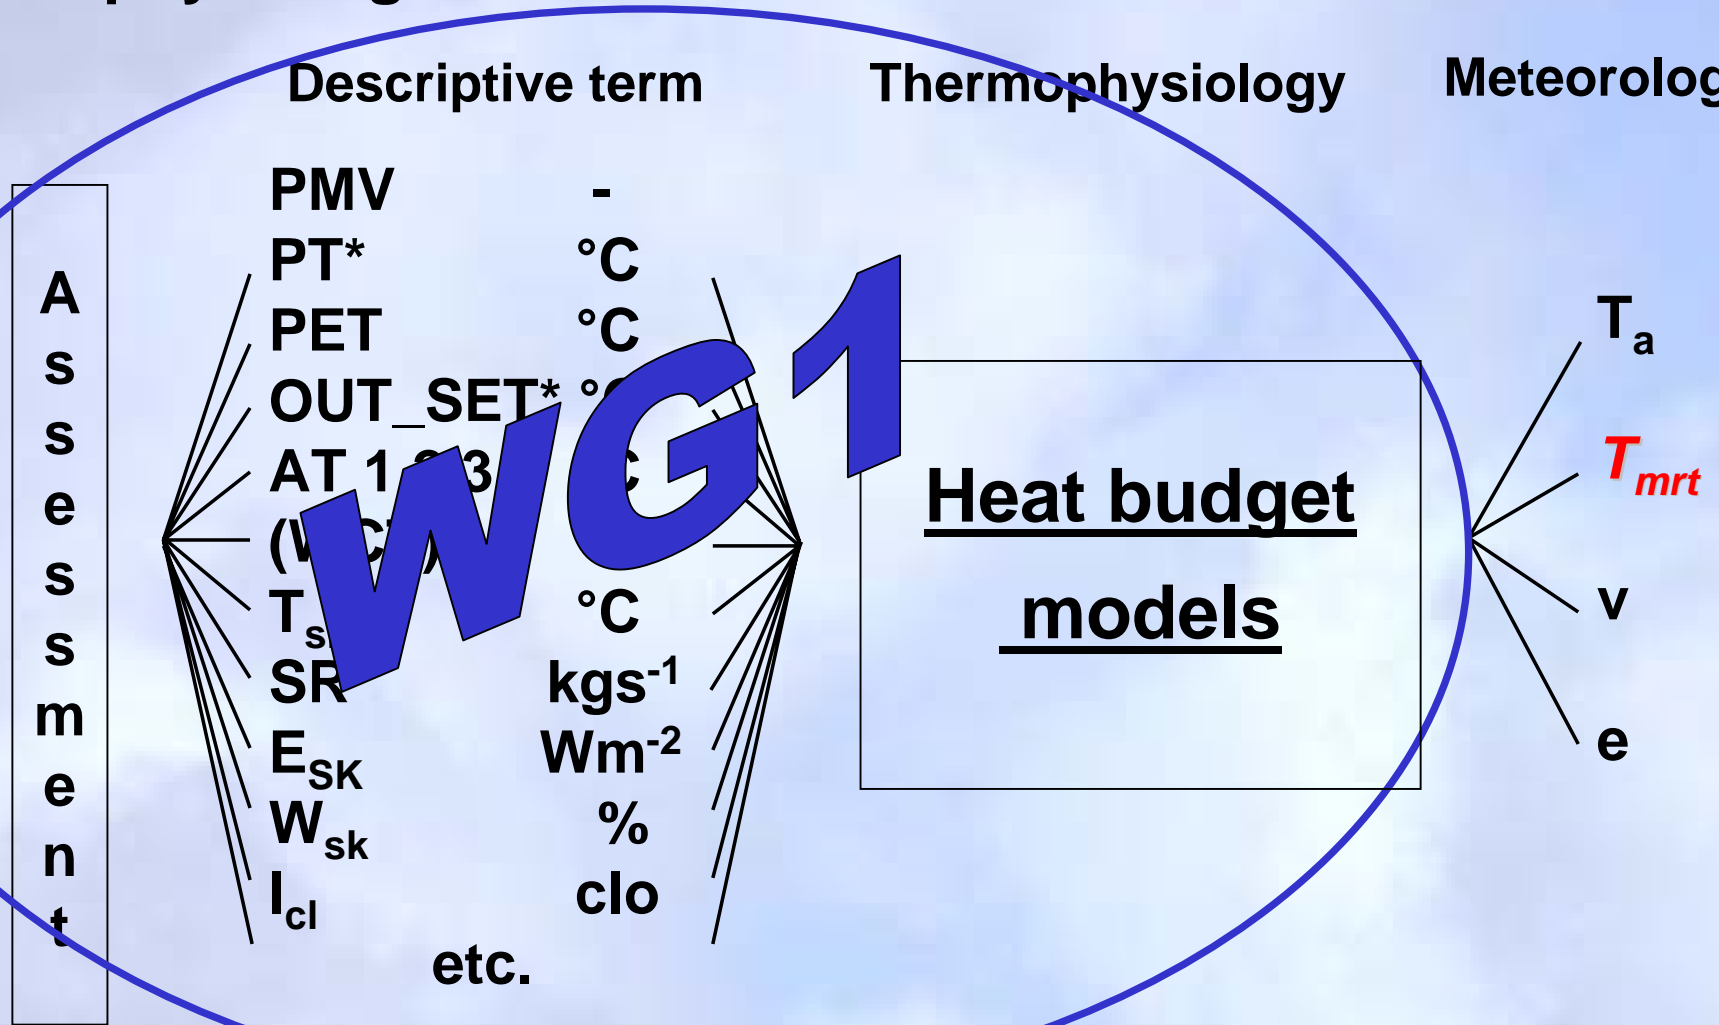 Descriptive term
Thermophysiology
Meteorolog
Assessment
PMV -
PT* °C
PET °C
OUT_SET* °C
AT 1 3
T °C
SR kgs-1
ESK Wm-2
Wsk %
Icl clo
etc.
WG1
Heat budget
models
Ta
Tmrt
v
e